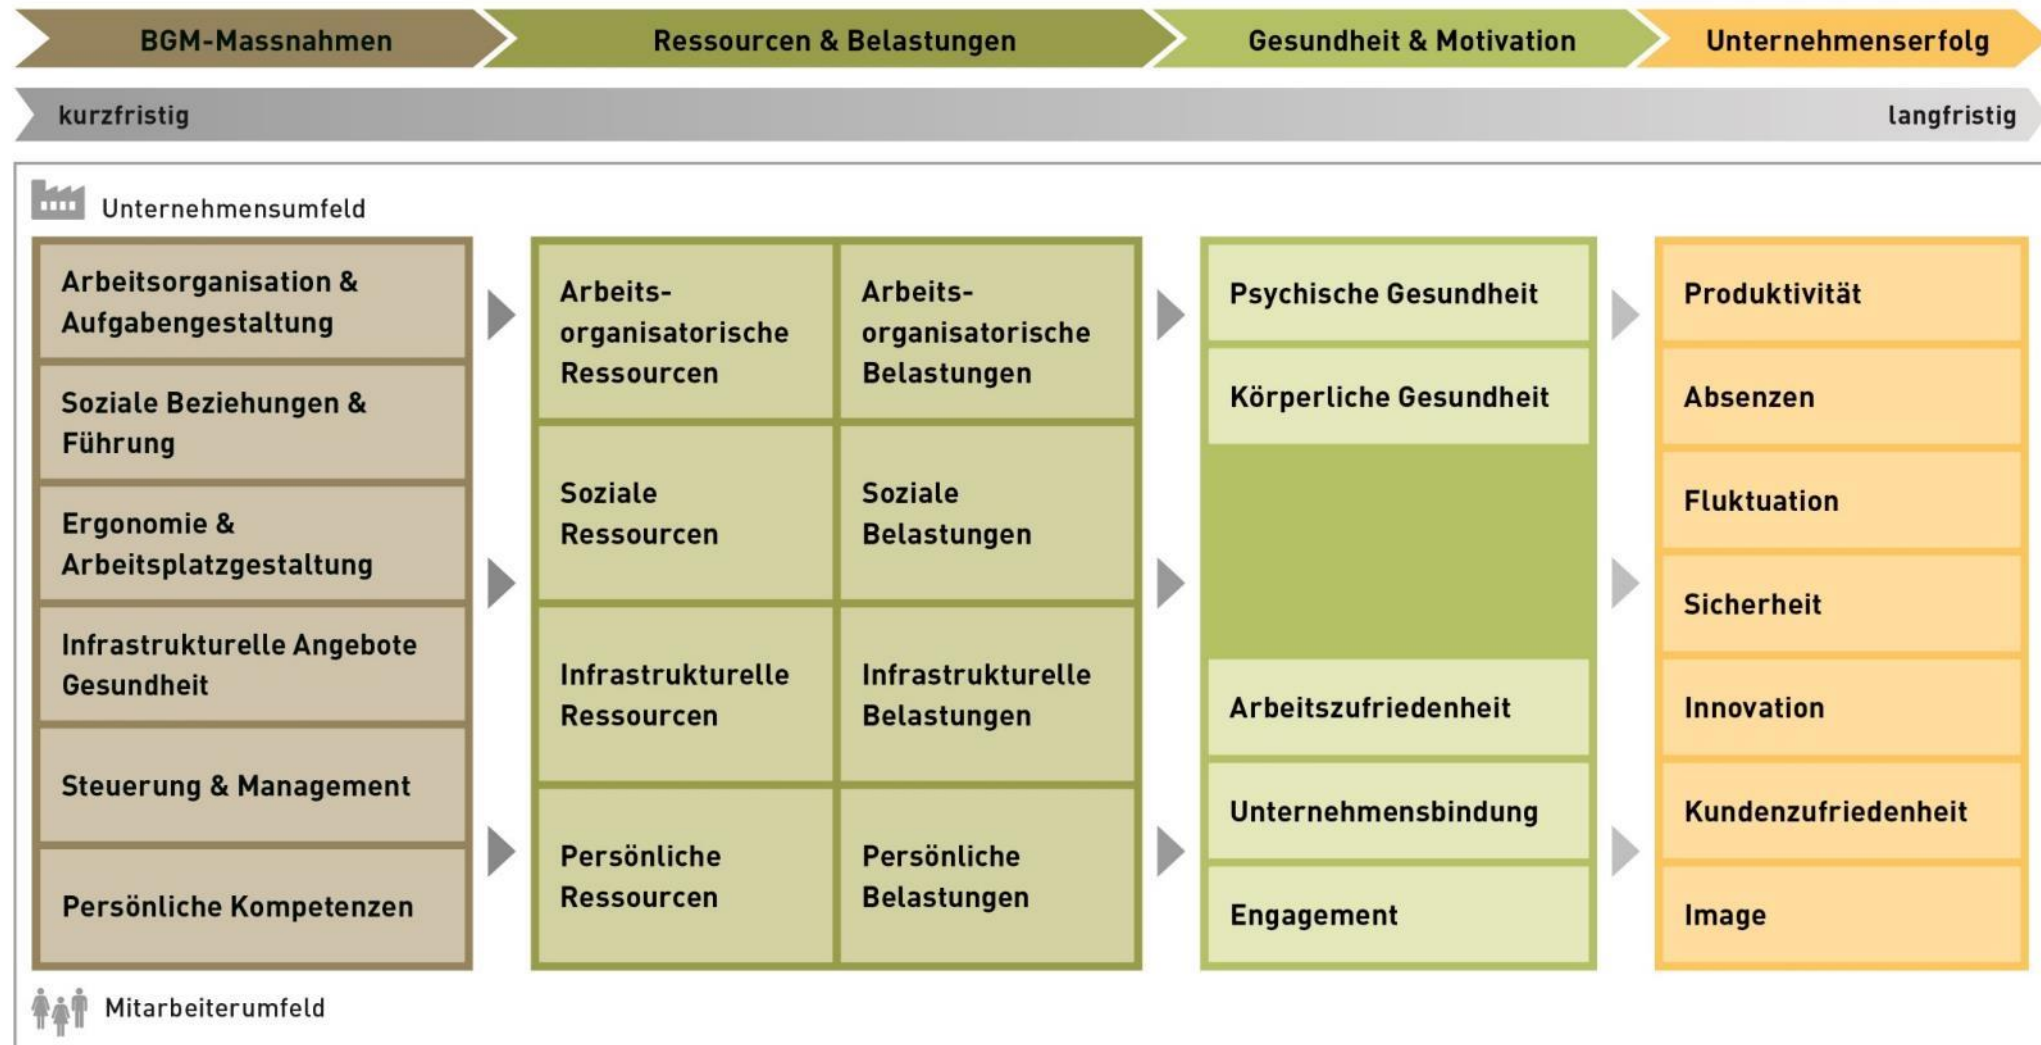 BGM-Massnahmen
Ressourcen & Belastungen
Gesundheit & Motivation
Unternehmenserfolg
kurzfristig
langfristig
Unternehmensumfeld
Arbeitsorganisation &
Aufgabengestaltung
Soziale Beziehungen &
Führung
Ergonomie &
Arbeitsplatzgestaltung
Infrastrukturelle Angebote
Gesundheit
Steuerung & Management
Persönliche Kompetenzen
Arbeits-
organisatorische
Ressourcen
Arbeits-
organisatorische
Belastungen
Soziale
Ressourcen
Soziale
Belastungen
Infrastrukturelle
Ressourcen
Infrastrukturelle
Belastungen
Persönliche
Ressourcen
Persönliche
Belastungen
Psychische Gesundheit
Körperliche Gesundheit
Arbeitszufriedenheit
Unternehmensbindung
Engagement
Produktivität
Absenzen
Fluktuation
Sicherheit
Innovation
Kundenzufriedenheit
Image
Mitarbeiterumfeld